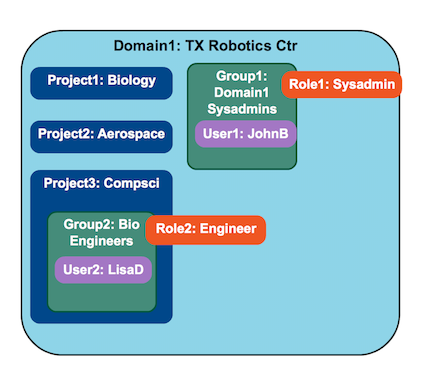 Domain1: TX Robotics Ctr
Project1: Biology
Group1:
Domain1
Sysadmins
Role1: Sysadmin
Project2: Aerospace
User1: JohnB
Project3: Compsci
Group2: Bio
Engineers
Role2: Engineer
User2: LisaD